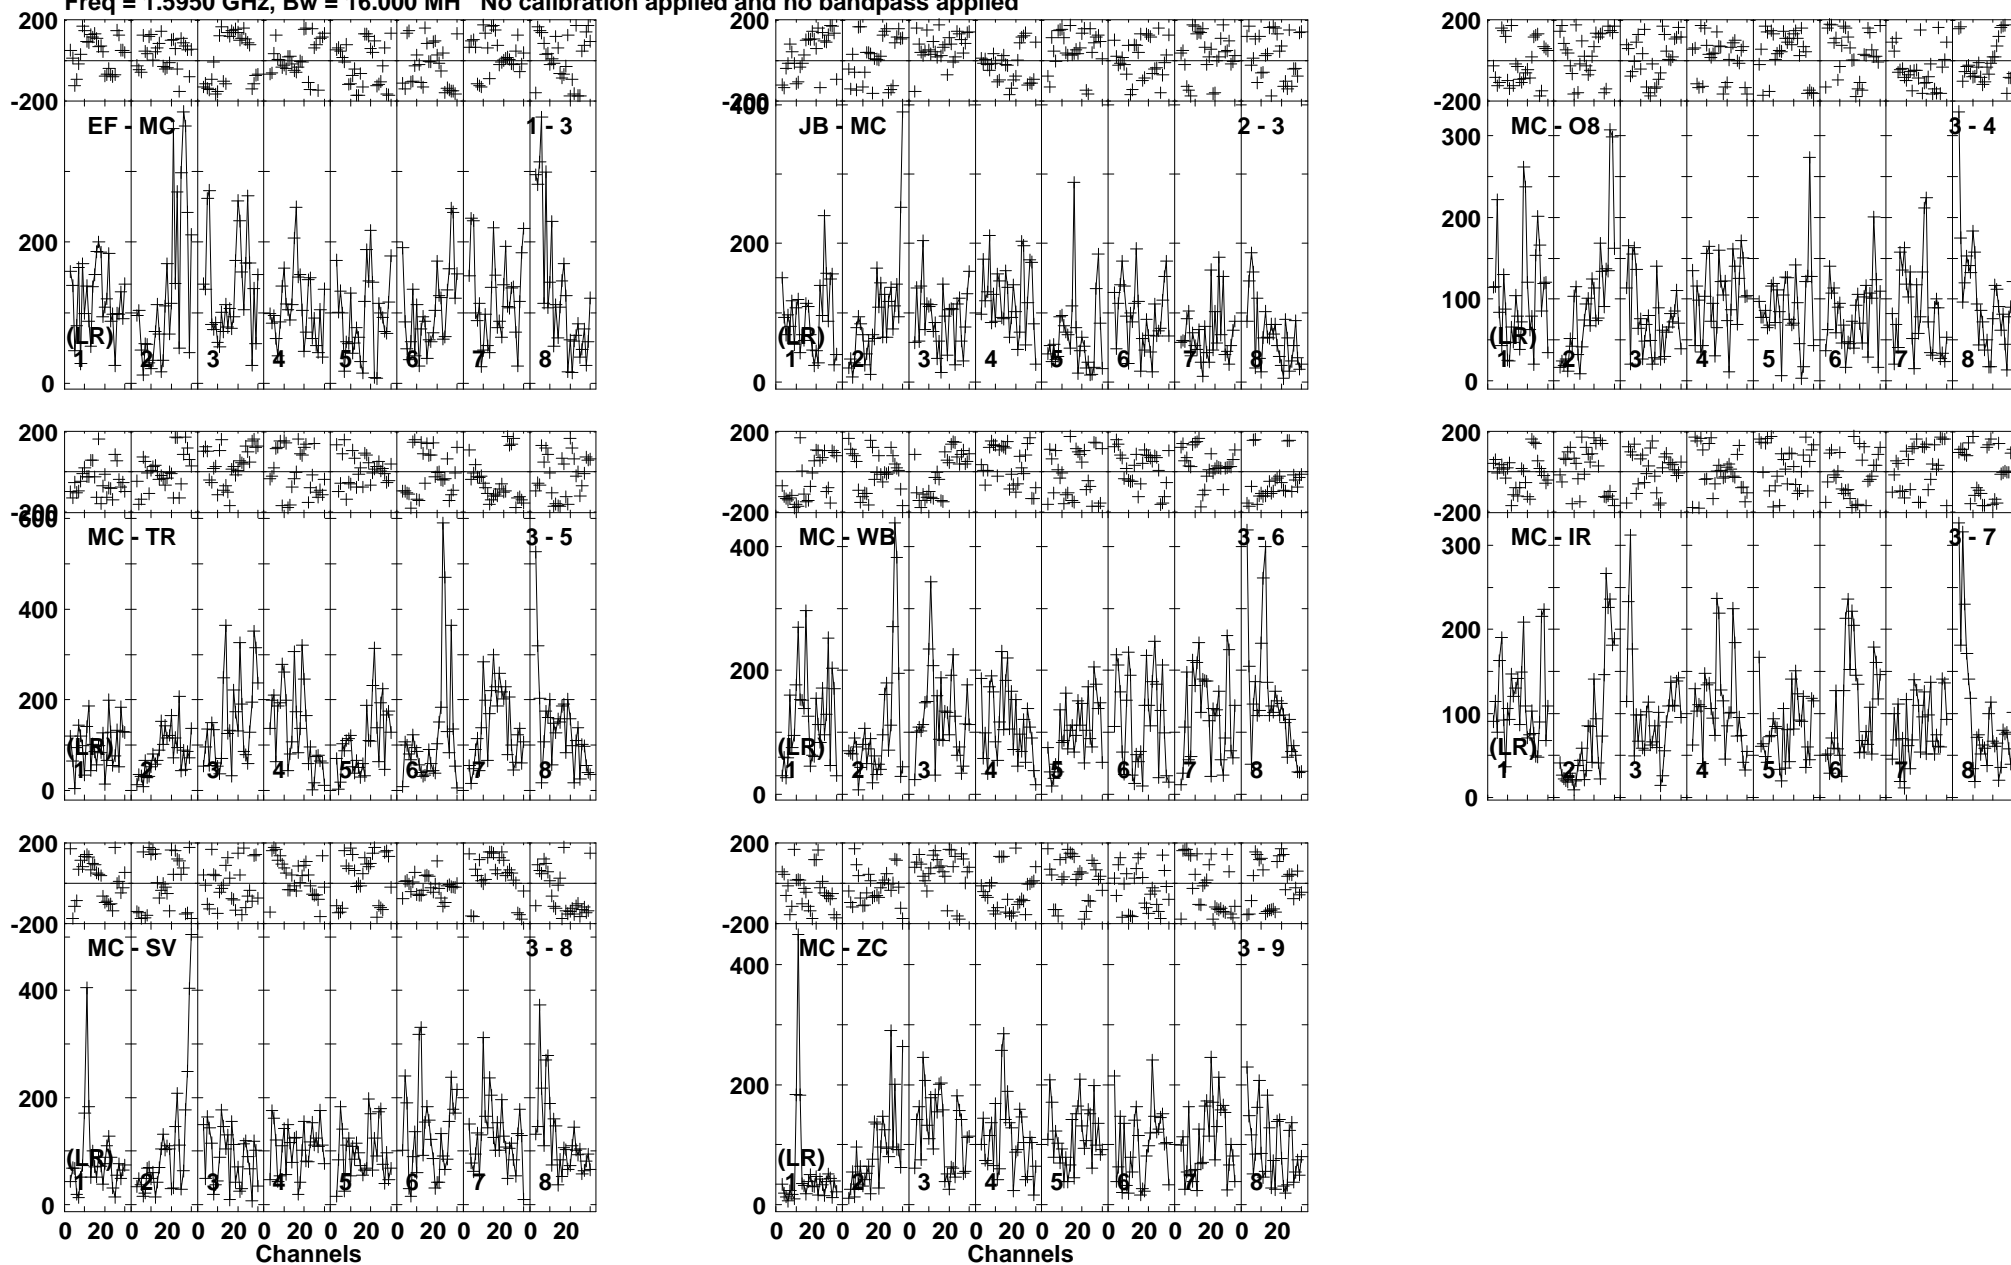 Freq = 1.5950 GHz, Bw = 16.000 MH No calibration applied and no bandpass applied
200 200 200
-200 -200 -200
400
EF - MC 1 - 3 JB - MC 2 - 3 MC - O8 3 - 4
300
200 200 200
100
(LR) (LR) (LR)
1 2 3 4 5 6 7 8 1 2 3 4 5 6 7 8 1 2 3 4 5 6 7 8
0 0 0
200 200 200
-200 -200 -200
600
MC - TR 3 - 5 MC - WB 3 - 6 MC - IR 3 - 7
400 400 300
200 200 200
100
(LR) (LR) (LR)
1 2 3 4 5 6 7 8 1 2 3 4 5 6 7 8 1 2 3 4 5 6 7 8
0 0 0
200 200
-200 -200
MC - SV 3 - 8 MC - ZC 3 - 9
400 400
200 200
(LR) (LR)
1 2 3 4 5 6 7 8 1 2 3 4 5 6 7 8
0 0
0 20 0 20 0 20 0 20 0 20 0 20 0 20 0 20 0 20 0 20 0 20 0 20 0 20 0 20 0 20 0 20
Channels Channels